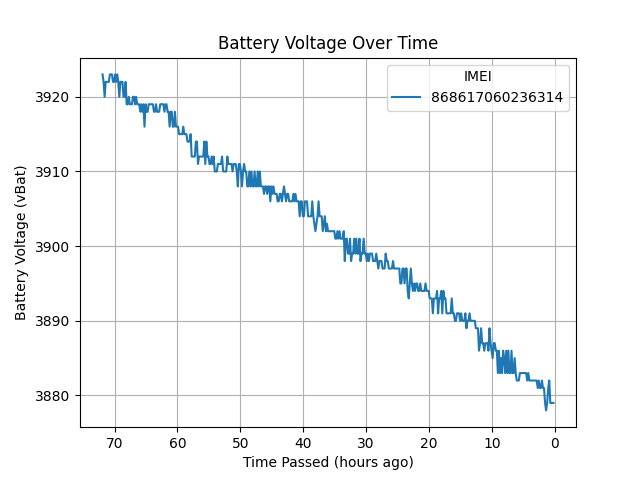 Battery Voltage Over Time
IMEI
868617060236314
3920
3910
3900
3890
3880
Battery Voltage (vBat)
70 60 50 40 30 20 10 0
Time Passed (hours ago)